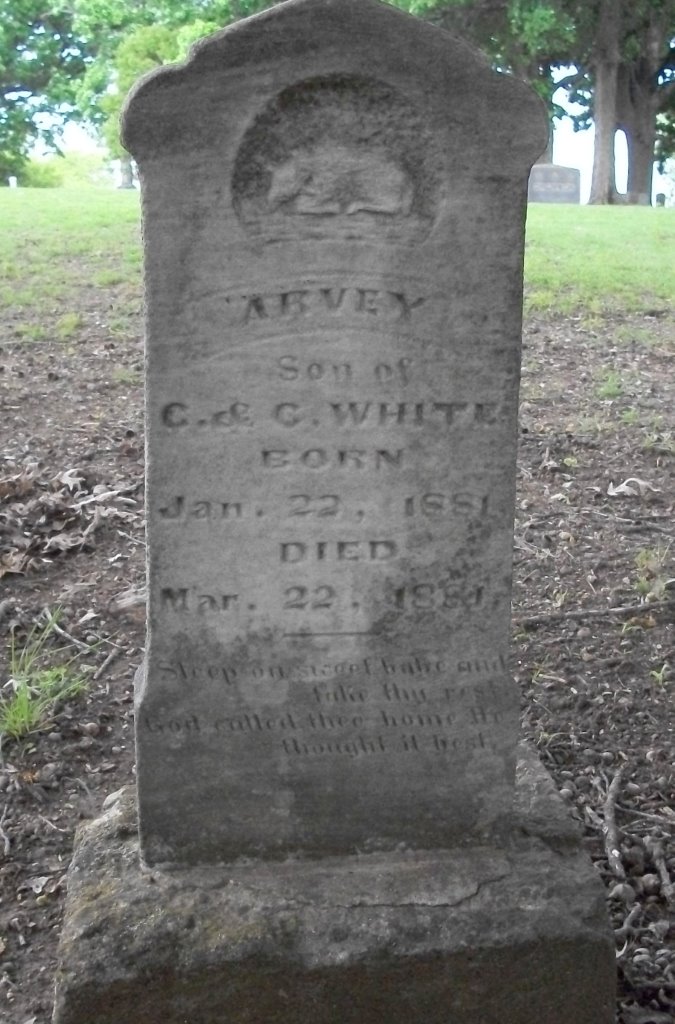 ARVEY
Son of
C. & C. WHITE
BORN
Jan. 22, 1881
DIED
Mar. 22, 1881.
Sleep on sweet babe and
take thy rest
God called thee home He
thought it best.